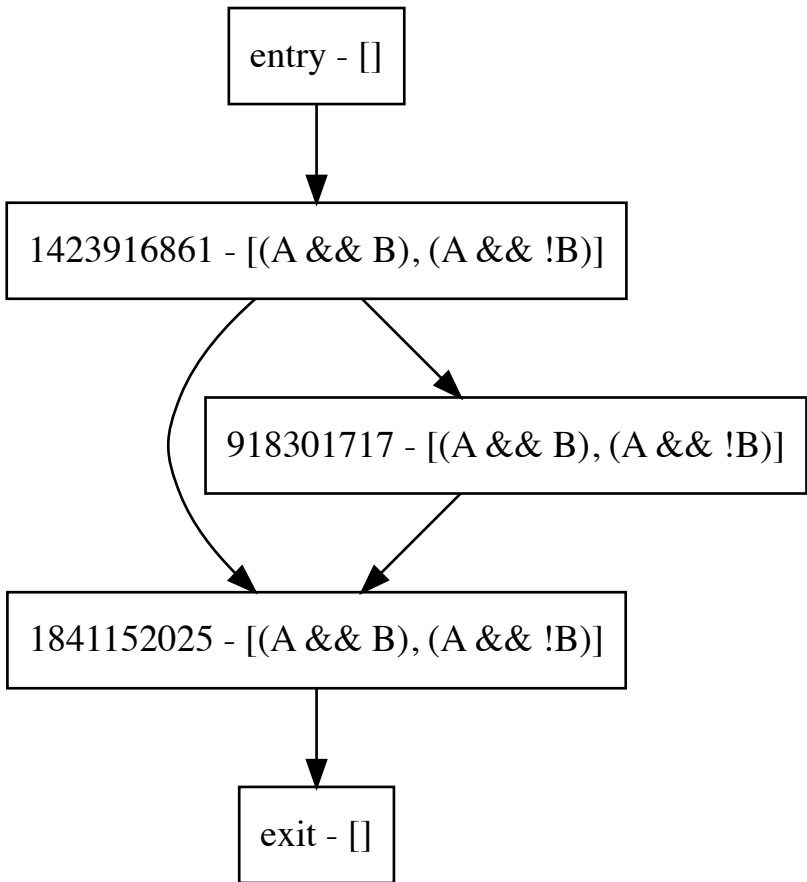 entry - []
1423916861 - [(A && B), (A && !B)]
918301717 - [(A && B), (A && !B)]
1841152025 - [(A && B), (A && !B)]
exit - []